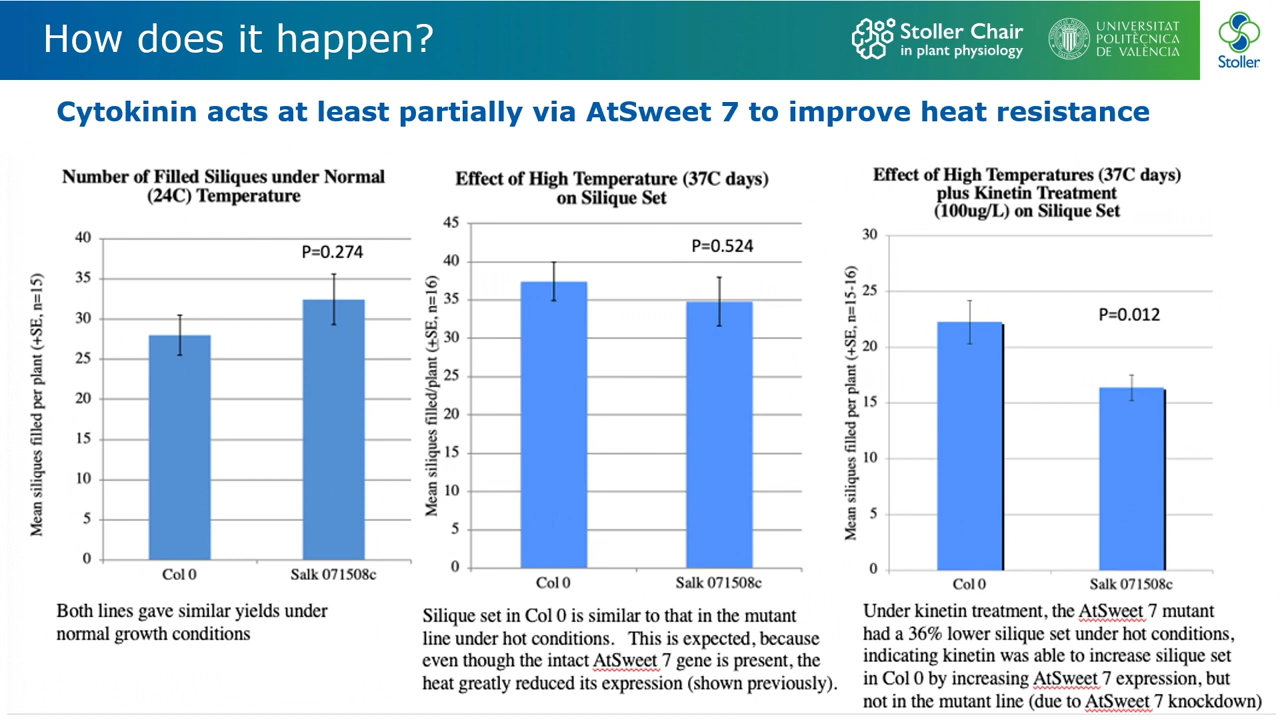 How does it happen?
Stoller Chair
in plant physiology
UNIVERSITAT
POLITÈCNICA
DE VALÈNCIA
Stoller
Cytokinin acts at least partially via AtSweet 7 to improve heat resistance
Number of Filled Siliques under Normal
(24C) Temperature
Mean siliques filled per plant (+SE, n=15)
40
35
30
25
20
15
10
5
0
P=0.274
Col 0
Salk 071508c
Both lines gave similar yields under
normal growth conditions
Effect of High Temperature (37C days)
on Silique Set
Mean siliques filled/plant (±SE, n=16)
45
40
35
30
25
20
15
10
5
0
P=0.524
Col 0
Salk 071508c
Silique set in Col 0 is similar to that in the mutant
line under hot conditions. This is expected, because
even though the intact AtSweet 7 gene is present, the
heat greatly reduced its expression (shown previously).
Effect of High Temperatures (37C days)
plus Kinetin Treatment
(100ug/L) on Silique Set
Mean siliques filled per plant (+SE, n=15-16)
30
25
20
15
10
5
0
P=0.012
Col 0
Salk 071508c
Under kinetin treatment, the AtSweet 7 mutant
had a 36% lower silique set under hot conditions,
indicating kinetin was able to increase silique set
in Col 0 by increasing AtSweet 7 expression, but
not in the mutant line (due to AtSweet 7 knockdown)